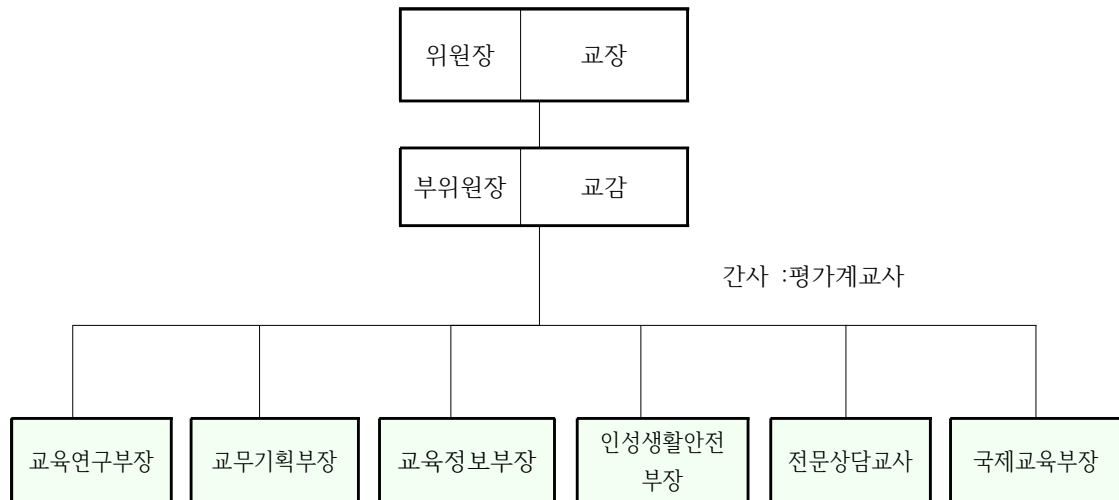 위원장 교장
부위원장 교감
간사 :평가계교사
교육연구부장 교무기획부장 교육정보부장 인성생활안전 전문상담교사 국제교육부장
부장